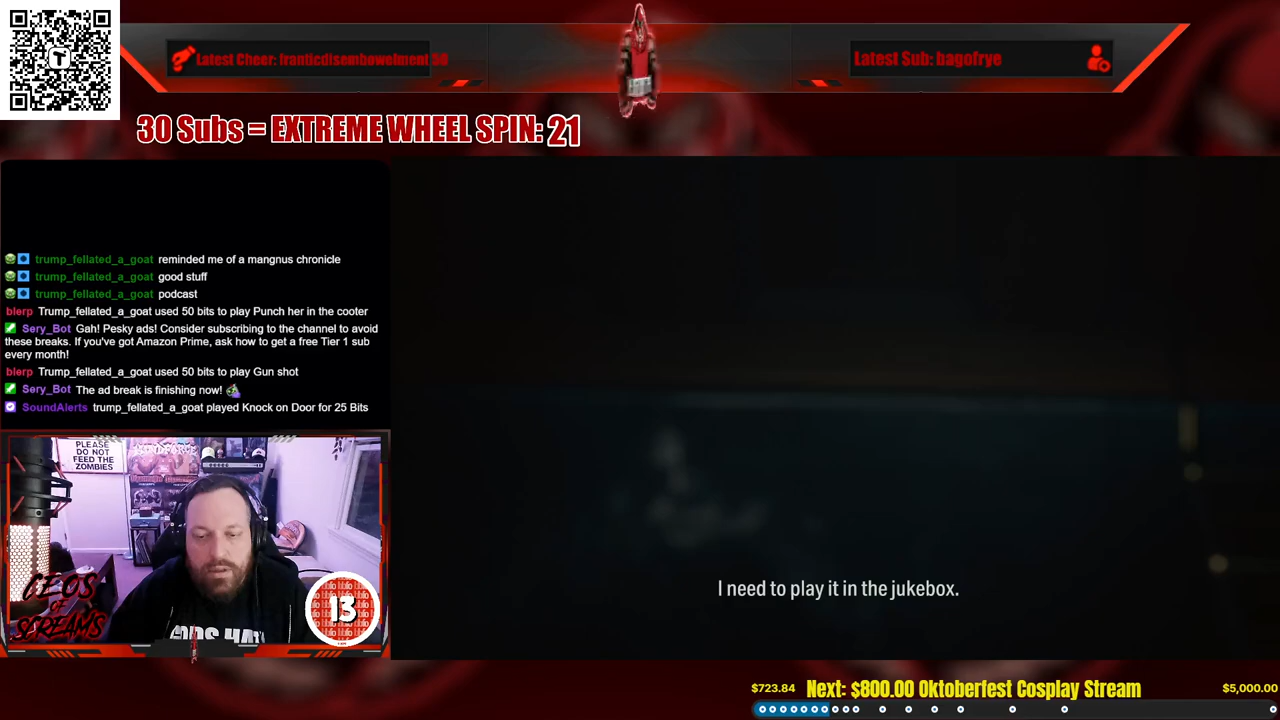 Latest Cheer: franticdisembowelment 50
Latest Sub: bagofrye
30 Subs = EXTREME WHEEL SPIN: 21
trump_fellated_a_goat reminded me of a mangnus chronicle
trump_fellated_a_goat good stuff
trump_fellated_a_goat podcast
blerp Trump_fellated_a_goat used 50 bits to play Punch her in the cooter
Sery_Bot Gah! Pesky ads! Consider subscribing to the channel to avoid
these breaks. If you've got Amazon Prime, ask how to get a free Tier 1 sub
every month!
blerp Trump_fellated_a_goat used 50 bits to play Gun shot
Sery_Bot The ad break is finishing now!
SoundAlerts trump_fellated_a_goat played Knock on Door for 25 Bits
PLEASE
DO NOT
FEED THE
ZOMBIES
CEOS
OF
SCREAMS
13
I need to play it in the jukebox.
$723.84 Next: $800.00 Oktoberfest Cosplay Stream $5,000.00